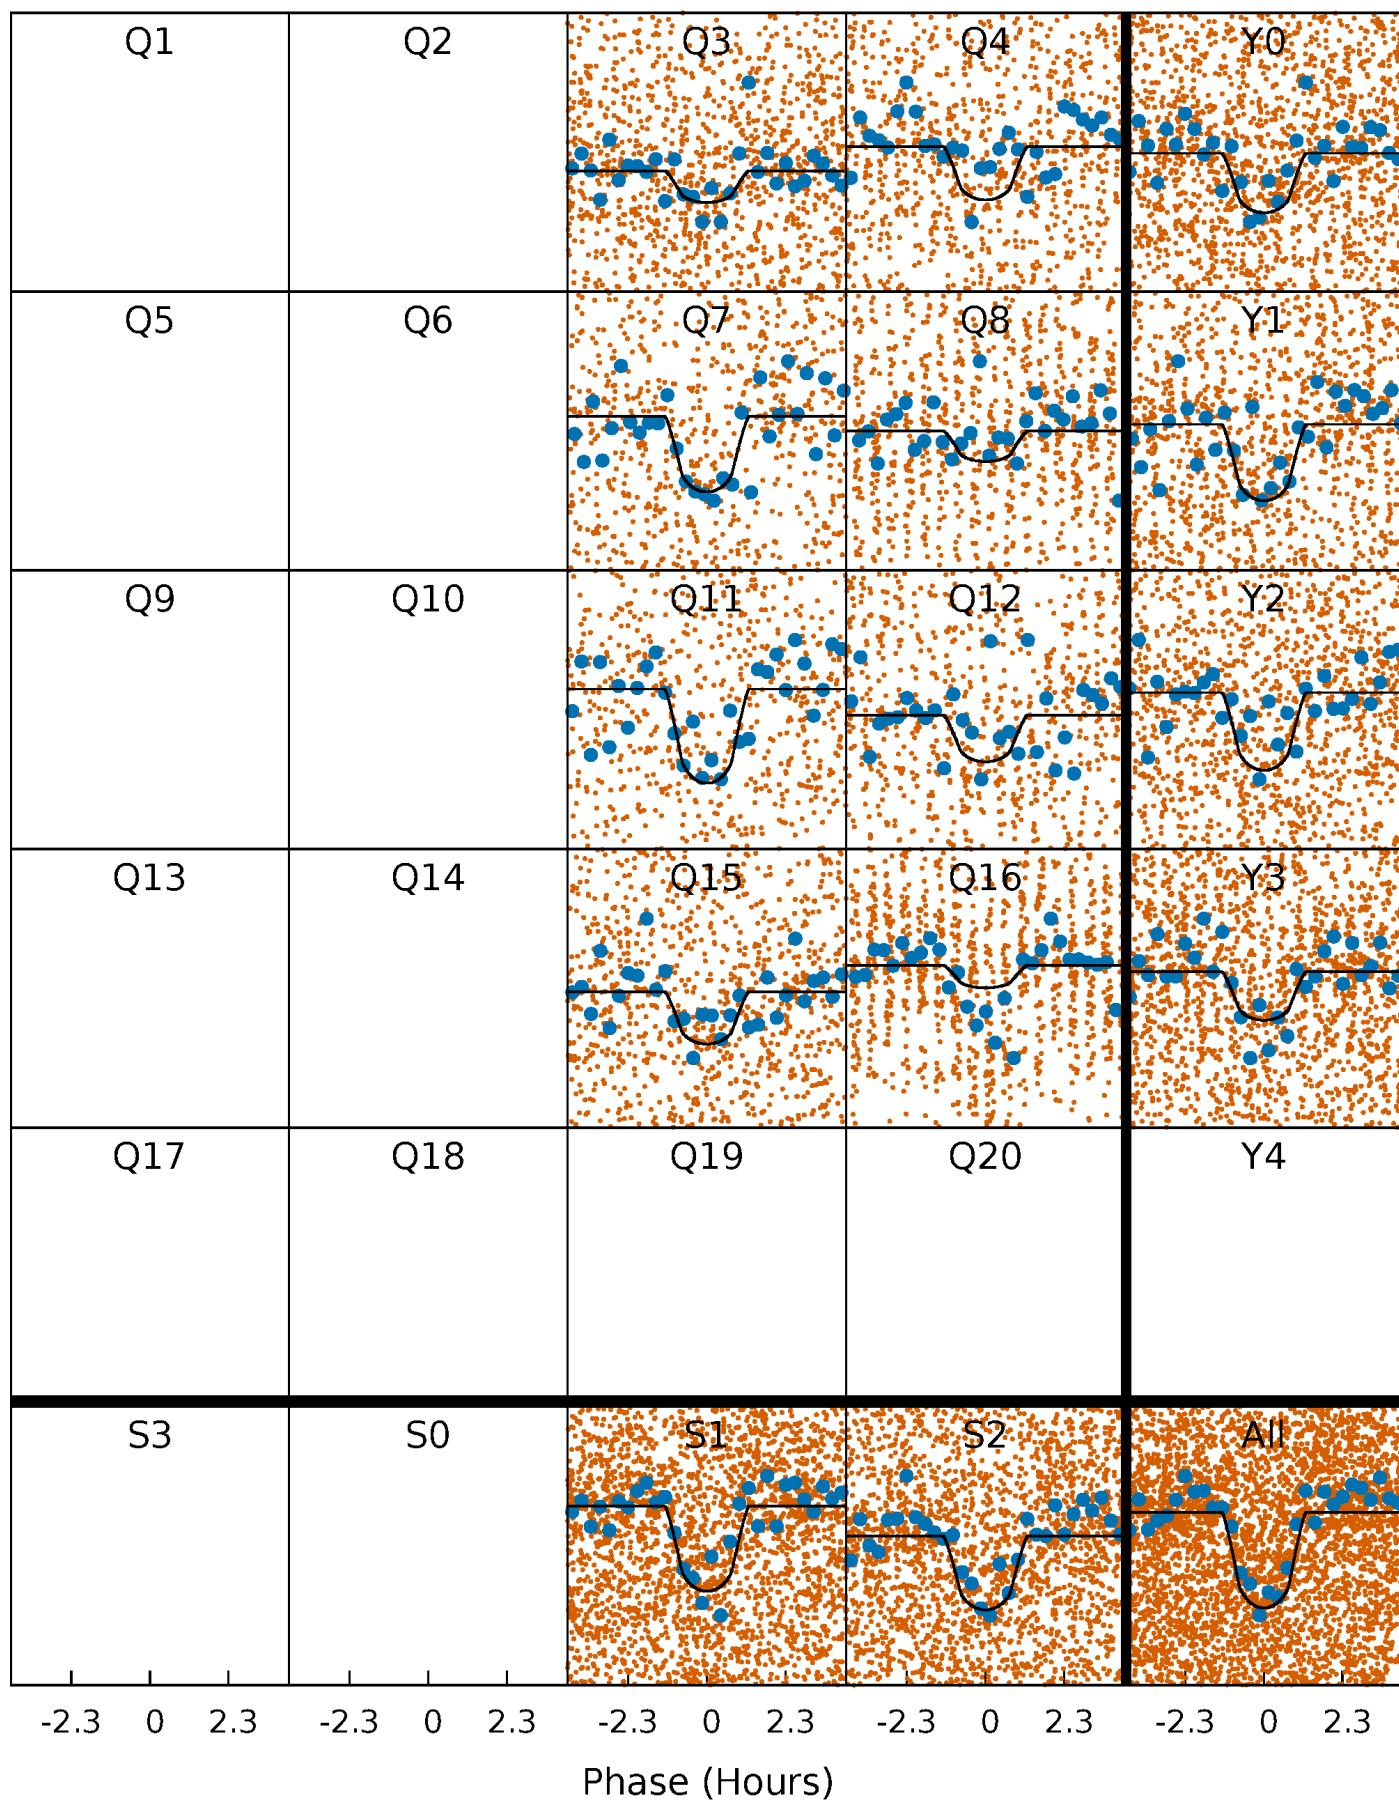 Q1 Q2 Q3 Q4 Y0
Q5 Q6 Q7 Q8 Y1
Q9 Q10 Q11 Q12 Y2
Q13 Q14 Q15 Q16 Y3
Q17 Q18 Q19 Q20 Y4
S3 S0 S1 S2 All
-2.3 0 2.3 -2.3 0 2.3 -2.3 0 2.3 -2.3 0 2.3 -2.3 0 2.3
Phase (Hours)